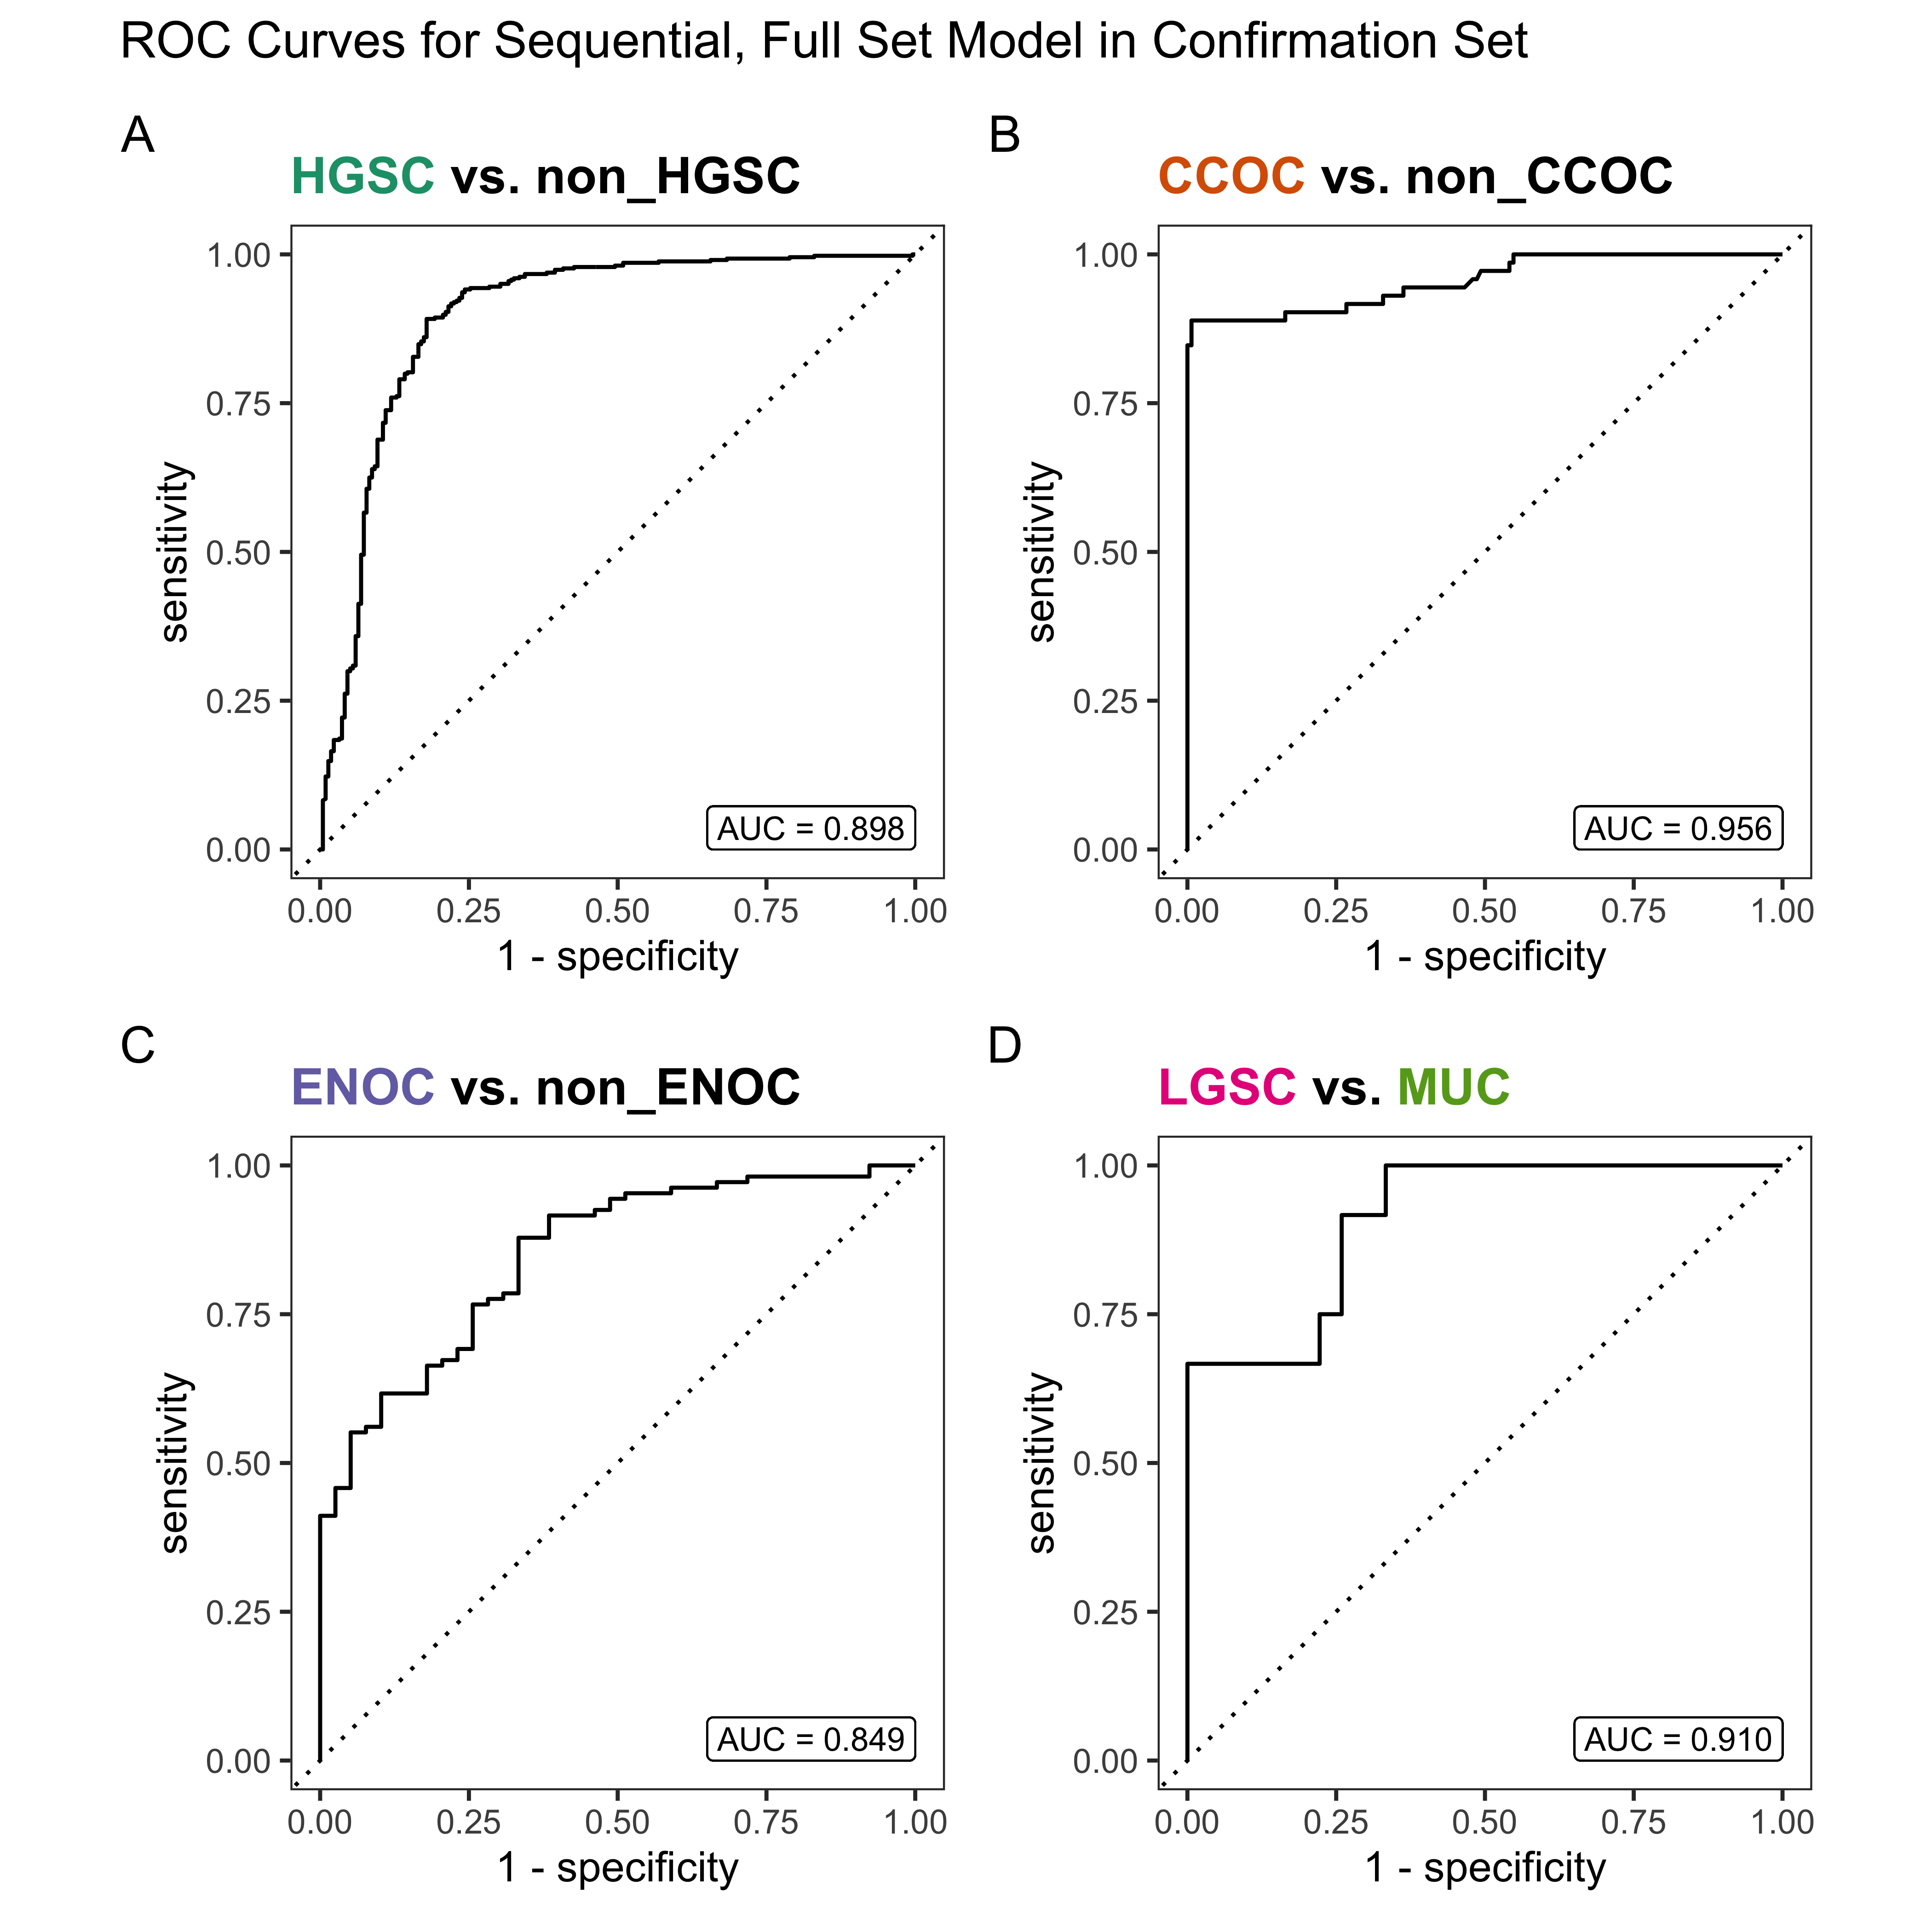 ROC Curves for Sequential, Full Set Model in Confirmation Set
A
HGSC vs. non_HGSC
1.00
0.75
0.50
0.25
0.00
sensitivity
AUC = 0.898
0.00 0.25 0.50 0.75 1.00
1 - specificity
B
CCOC vs. non_CCOC
1.00
0.75
0.50
0.25
0.00
sensitivity
AUC = 0.956
0.00 0.25 0.50 0.75 1.00
1 - specificity
C
ENOC vs. non_ENOC
1.00
0.75
0.50
0.25
0.00
sensitivity
AUC = 0.849
0.00 0.25 0.50 0.75 1.00
1 - specificity
D
LGSC vs. MUC
1.00
0.75
0.50
0.25
0.00
sensitivity
AUC = 0.910
0.00 0.25 0.50 0.75 1.00
1 - specificity